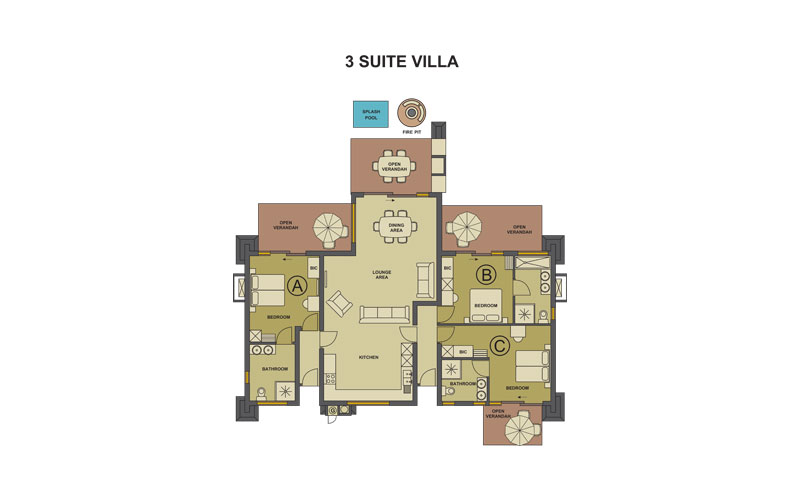 3 SUITE VILLA
SPLASH
POOL
FIRE PIT
OPEN
VERANDAH
OPEN
VERANDAH
DINING
AREA
OPEN
VERANDAH
LOUNGE
AREA
BIC
A
BEDROOM
BIC
B
BEDROOM
KITCHEN
BATHROOM
C
BIC
BATHROOM
BEDROOM
G
OPEN
VERANDAH